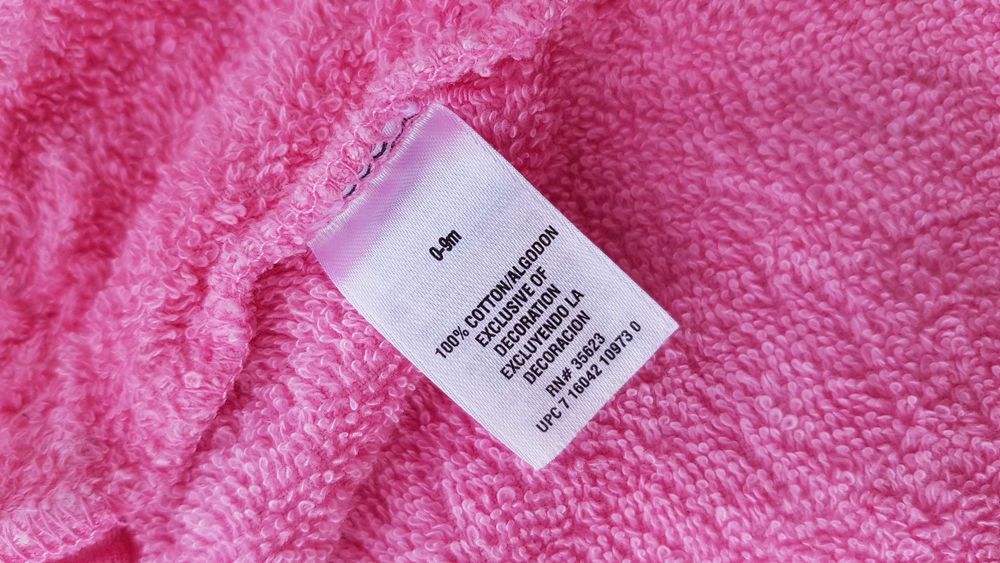 0-9m
100% COTTON/ALGODON
EXCLUSIVE OF
DECORATION
EXCLUYENDO LA
DECORACION
RN# 35623
UPC 7 16042 10973 0